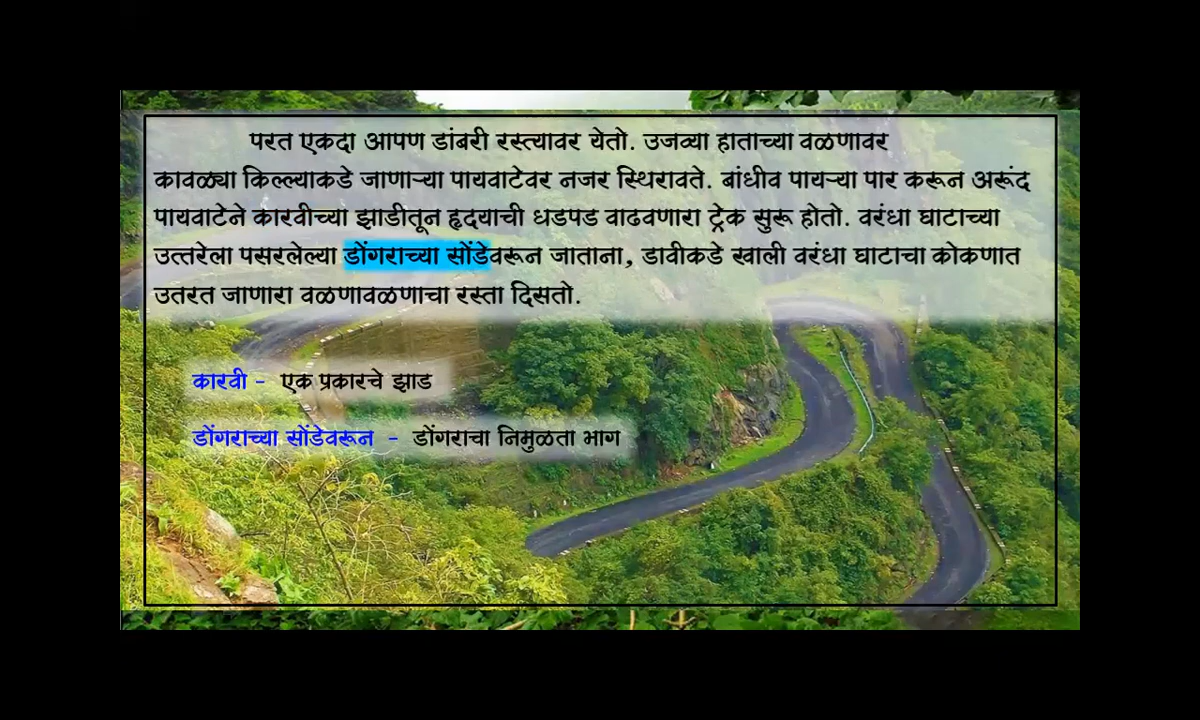 परत एकदा आपण डांबरी रस्त्यावर येतो. उजव्या हाताच्या वळणावर
कावळ्या किल्ल्याकडे जाणाऱ्या पायवाटेवर नजर स्थिरावते. बांधीव पायऱ्या पार करून अरूंद
पायवाटेने कारवीच्या झाडीतून हृदयाची धडपड वाढवणारा ट्रेक सुरू होतो. वरंधा घाटाच्या
उत्तरेला पसरलेल्या डोंगराच्या सोंडेवरून जाताना, डावीकडे खाली वरंधा घाटाचा कोकणात
उतरत जाणारा वळणावळणाचा रस्ता दिसतो.
कारवी - एक प्रकारचे झाड
डोंगराच्या सोंडेवरून - डोंगराचा निमुळता भाग